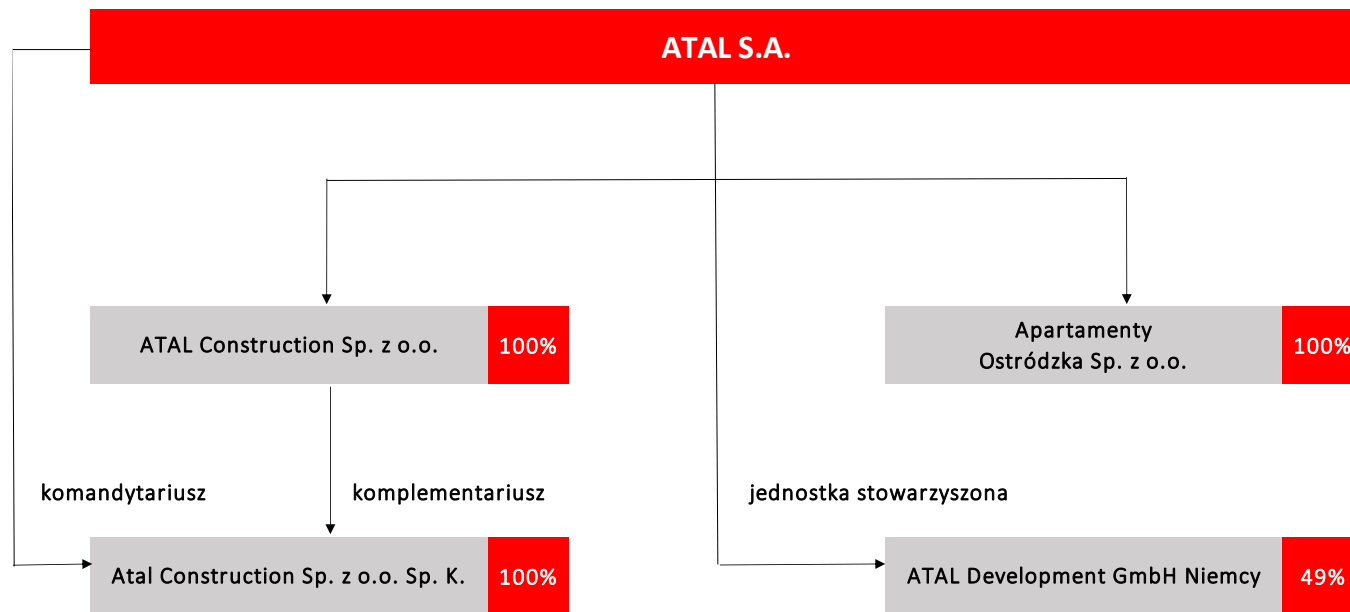 ATAL S.A.
ATAL Construction Sp. z o.o.
100%
Apartamenty
Ostródzka Sp. z o.o.
100%
komandytariusz
komplementariusz
jednostka stowarzyszona
Atal Construction Sp. z o.o. Sp. K.
100%
ATAL Development GmbH Niemcy
49%